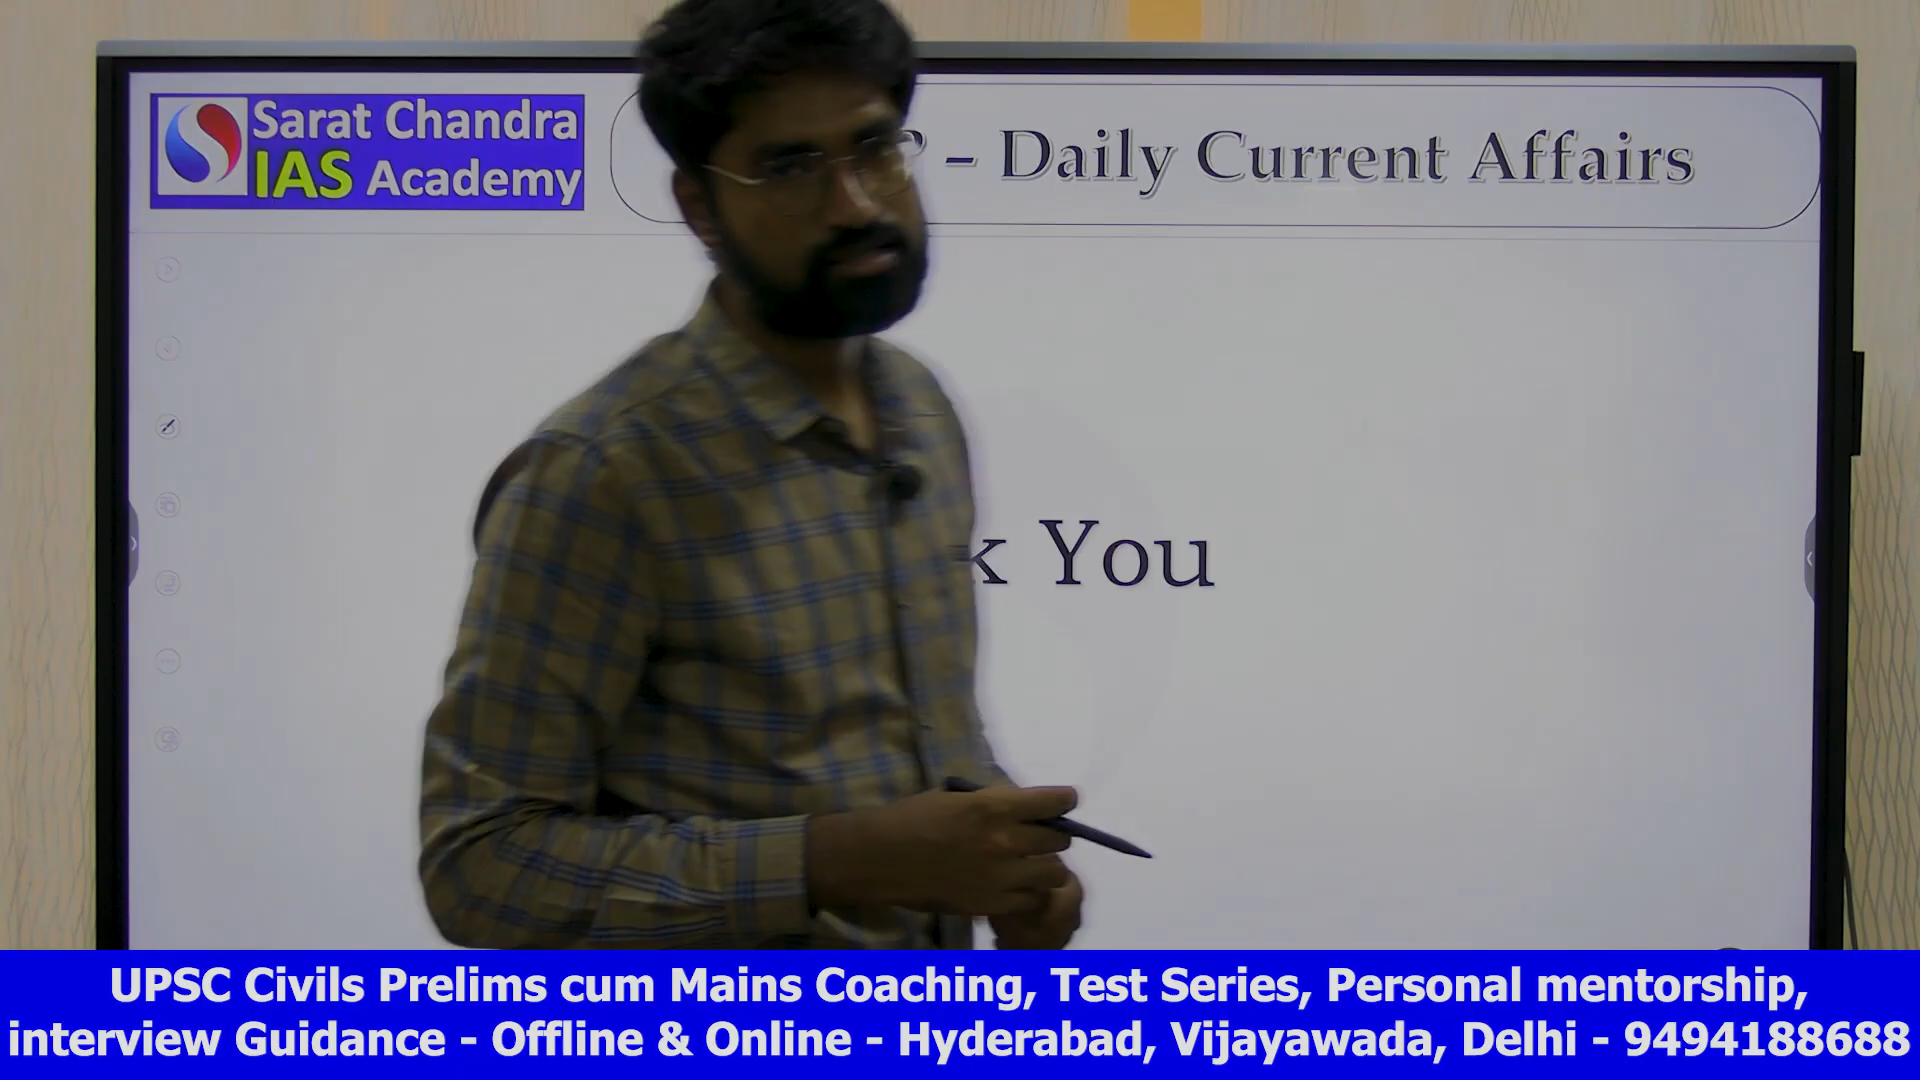 Sarat Chandra
IAS Academy
– Daily Current Affairs
You
UPSC Civils Prelims cum Mains Coaching, Test Series, Personal mentorship,
interview Guidance - Offline & Online - Hyderabad, Vijayawada, Delhi - 9494188688